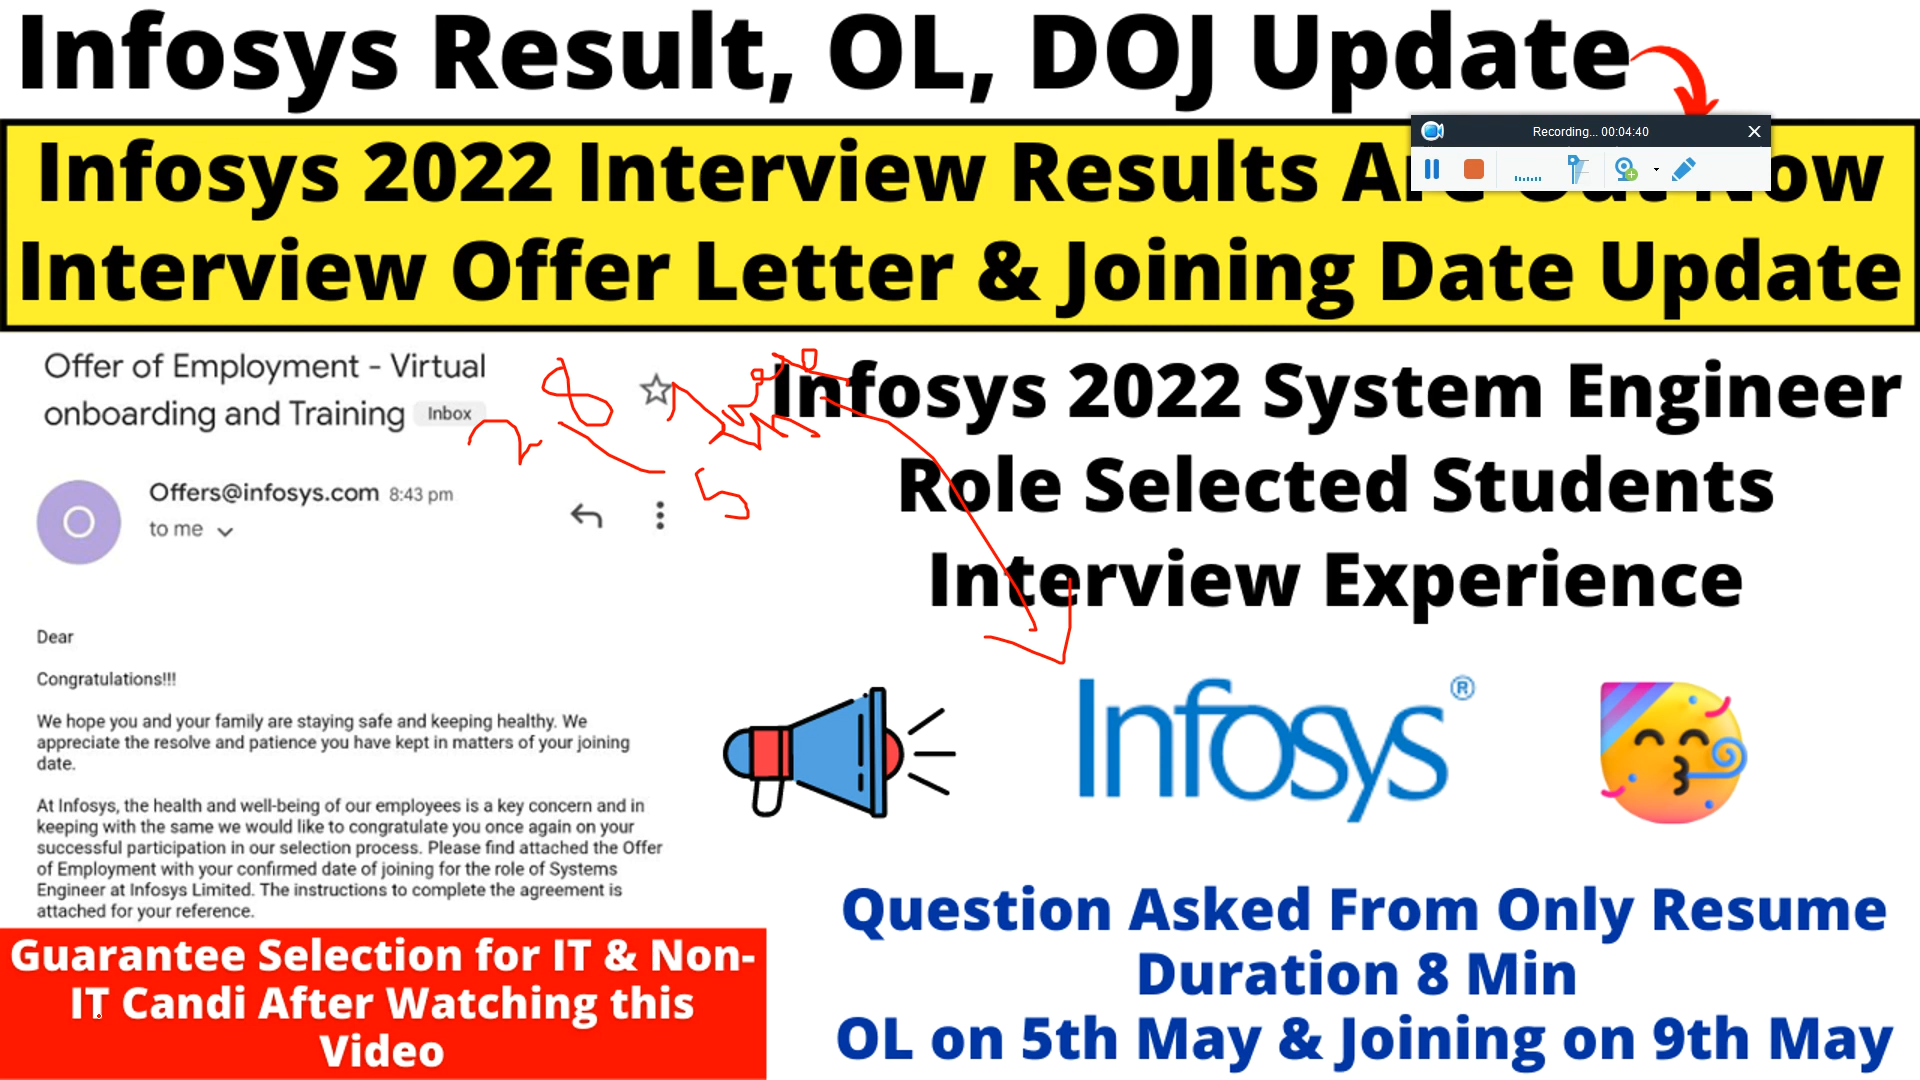 Infosys Result, OL, DOJ Update
Recording... 00:04:40
Infosys 2022 Interview Results Are Out Now
Interview Offer Letter & Joining Date Update
Offer of Employment - Virtual
onboarding and Training Inbox
8
2
5
Offers@infosys.com 8:43 pm
to me
O
Dear
Congratulations!!!
We hope you and your family are staying safe and keeping healthy. We
appreciate the resolve and patience you have kept in matters of your joining
date.
At Infosys, the health and well-being of our employees is a key concern and in
keeping with the same we would like to congratulate you once again on your
successful participation in our selection process. Please find attached the Offer
of Employment with your confirmed date of joining for the role of Systems
Engineer at Infosys Limited. The instructions to complete the agreement is
attached for your reference.
Guarantee Selection for IT & Non-
IT Candi After Watching this
Video
Infosys 2022 System Engineer
Role Selected Students
Interview Experience
Infosys®
Question Asked From Only Resume
Duration 8 Min
OL on 5th May & Joining on 9th May